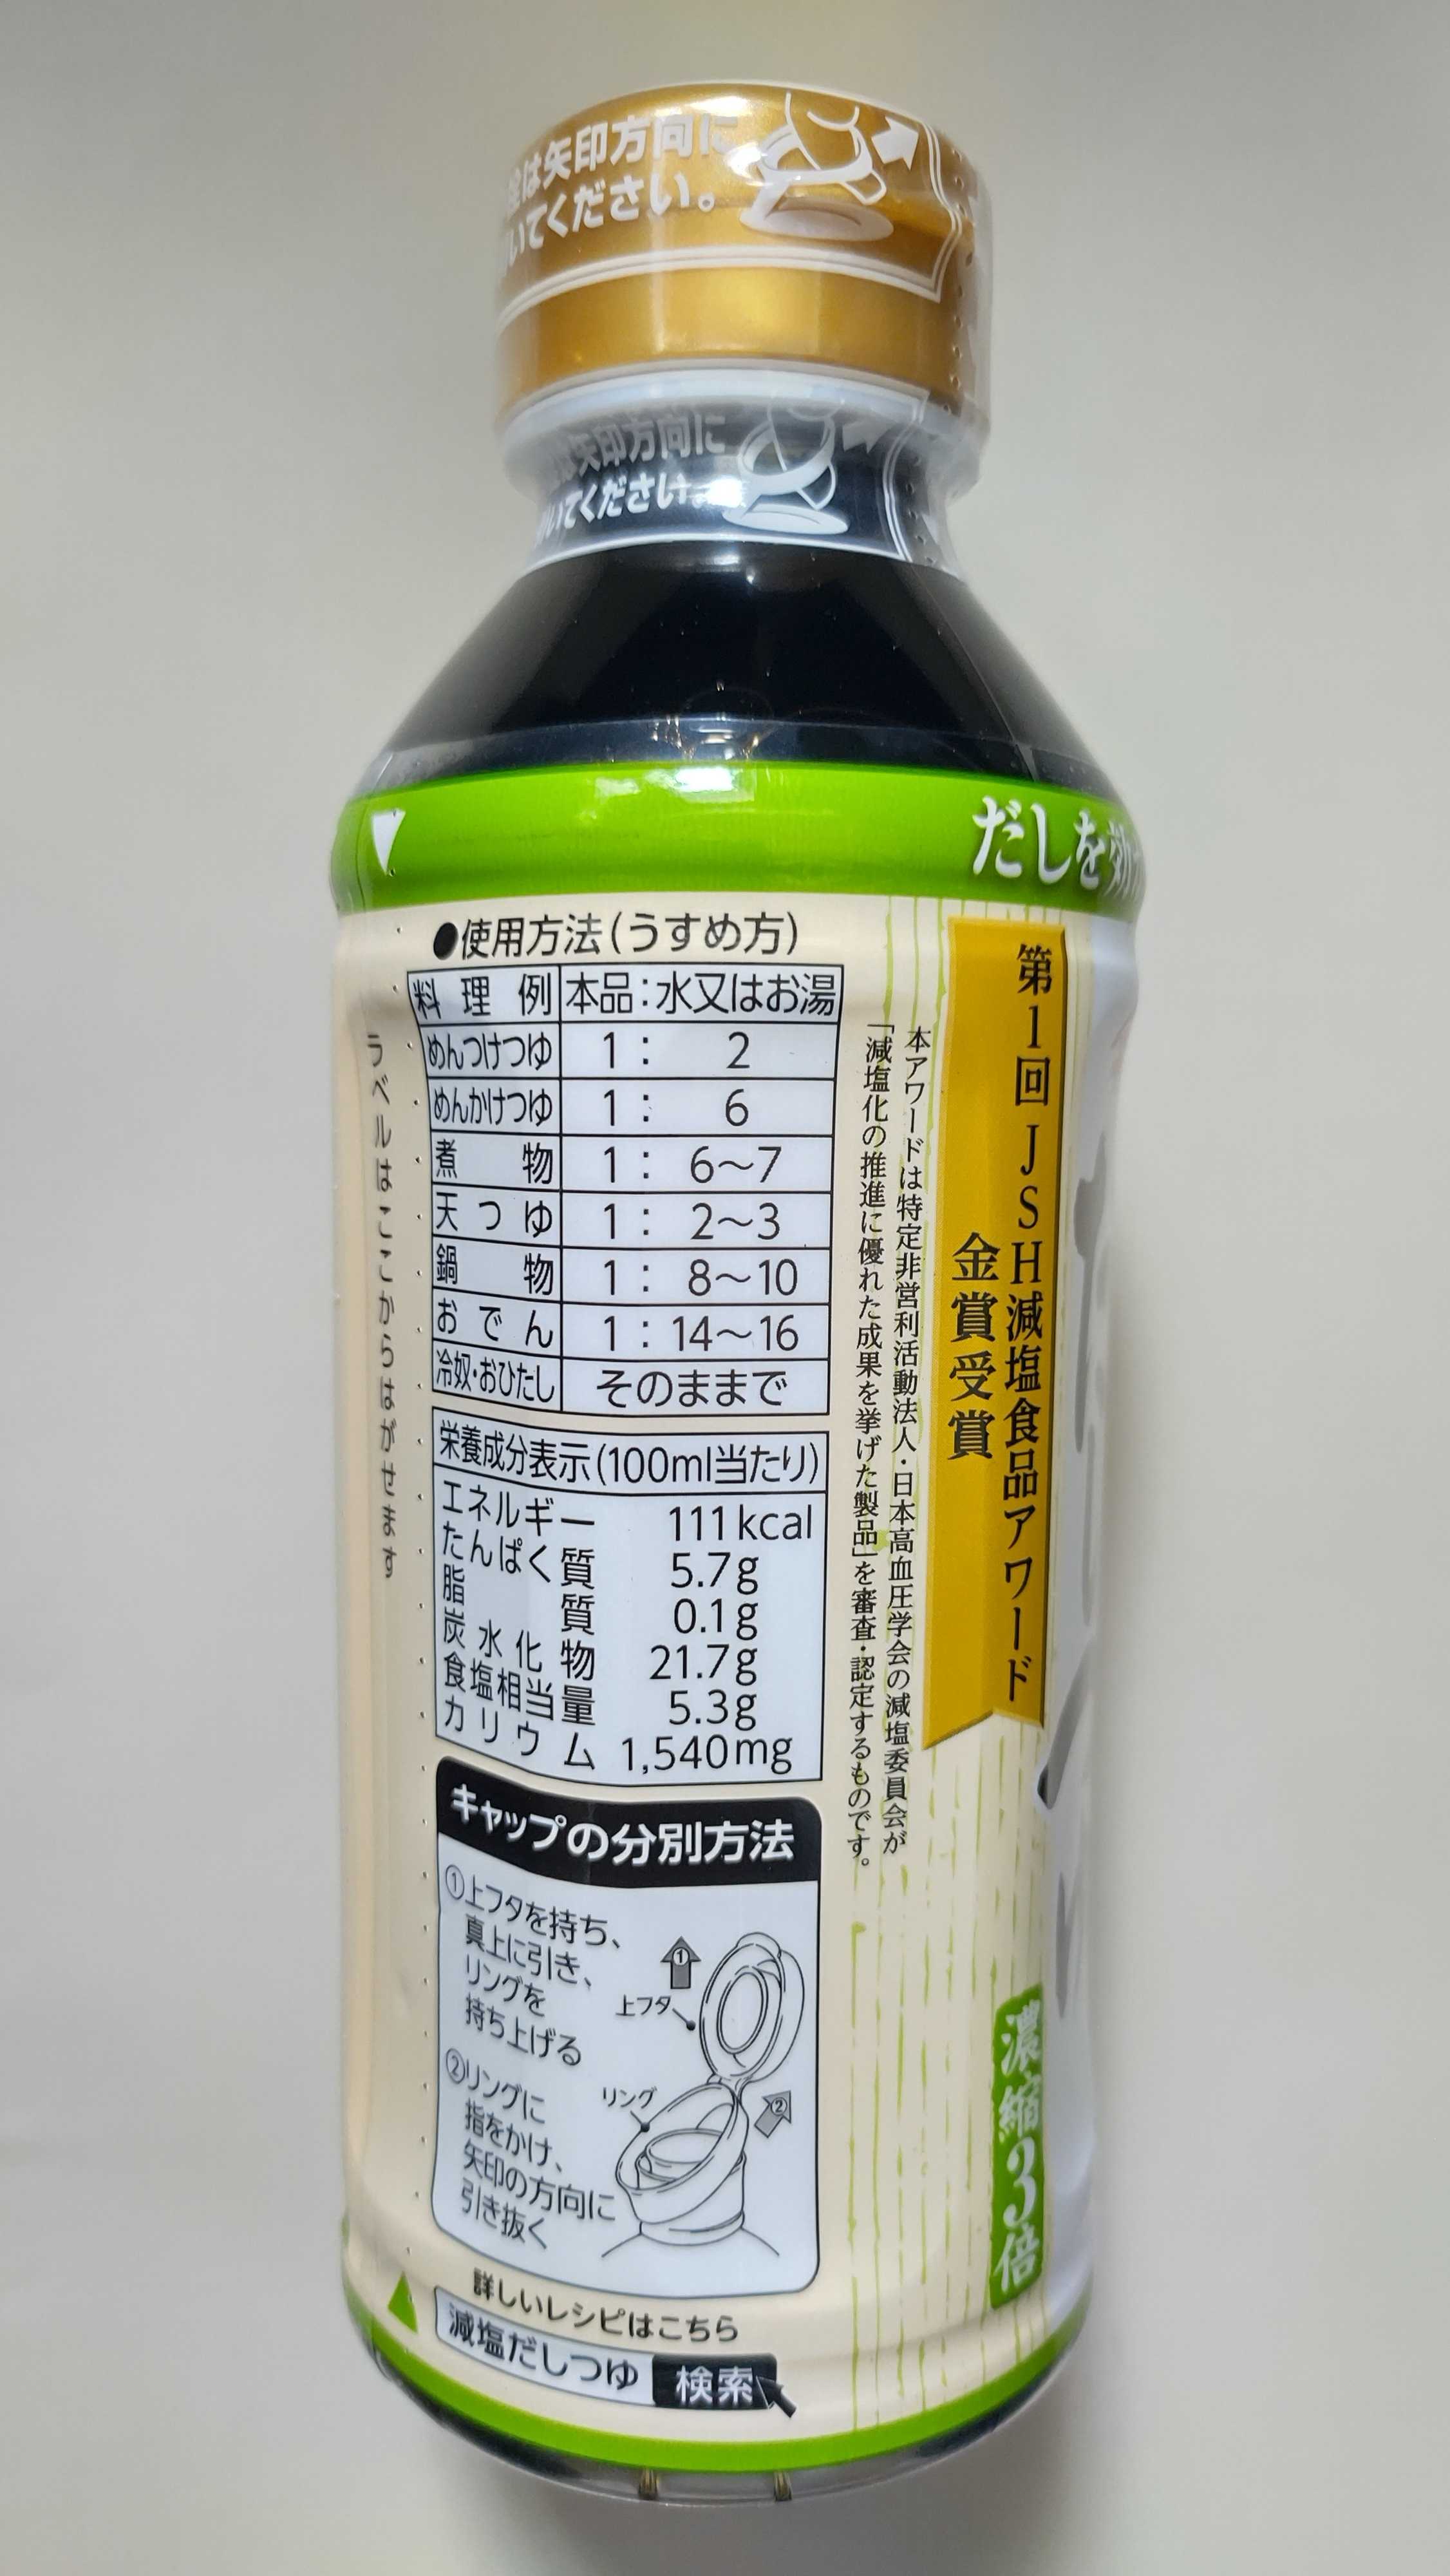 は矢印方向に
いてください。
矢印方向に
いてください。
だしを効
●使用方法(うすめ方)
料理例 本品:水又はお湯
めんつけつゆ 1: 2
めんかけつゆ 1: 6
煮物 1: 6〜7
天つゆ 1: 2〜3
鍋物 1: 8〜10
おでん 1:14〜16
冷奴・おひたし そのままで
栄養成分表示(100ml当たり)
エネルギー 111kcal
たんぱく質 5.7g
脂質 0.1g
炭水化物 21.7g
食塩相当量 5.3g
カリウム 1,540mg
キャップの分別方法
①上フタを持ち、
真上に引き、
リングを
持ち上げる
②リングに
指をかけ、
矢印の方向に
引き抜く
①
上フタ
リング
②
詳しいレシピはこちら
減塩だしつゆ 検索
ラベルはここからはがせます
第1回JSH減塩食品アワード
金賞受賞
本アワードは特定非営利活動法人・日本高血圧学会の減塩委員会が
「減塩化の推進に優れた成果を挙げた製品」を審査・認定するものです。
濃縮3倍